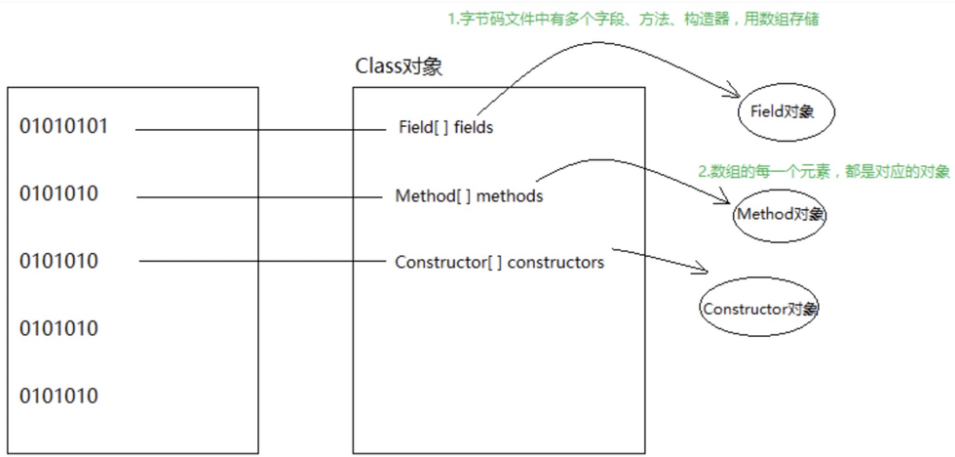 1.字节码文件中有多个字段、方法、构造器，用数组存储
Class对象
01010101
Field[ ] fields
Field对象
2.数组的每一个元素，都是对应的对象
0101010
Method[ ] methods
Method对象
0101010
Constructor[ ] constructors
Constructor对象
0101010
0101010